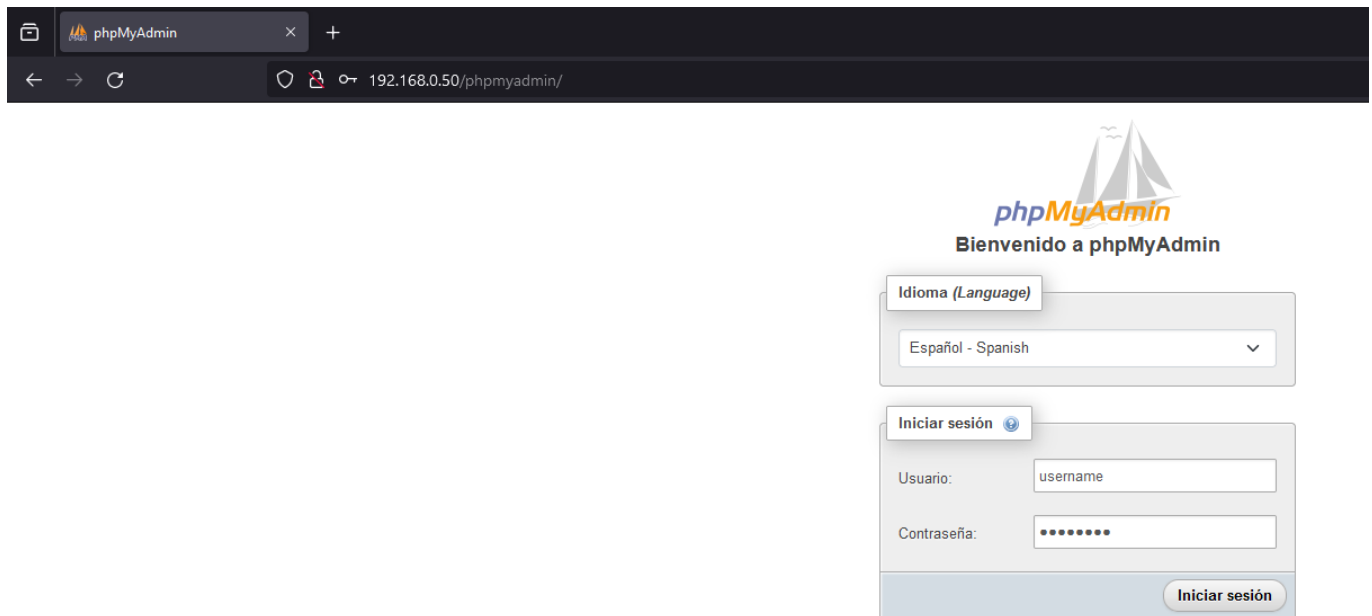 phpMyAdmin
192.168.0.50/phpmyadmin/
phpMyAdmin
Bienvenido a phpMyAdmin
Idioma (Language)
Español - Spanish
Iniciar sesión
Usuario: username
Contraseña: ••••••••
Iniciar sesión